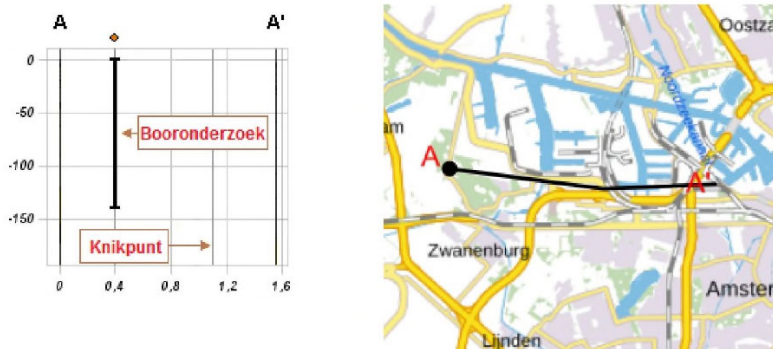 A A'
0
-50
-100
-150
Booronderzoek
Knikpunt
0 0,4 0,8 1,2 1,6
Oostza
Noordzeekana
am
A
A'
Zwanenburg
Amster
Lijnden